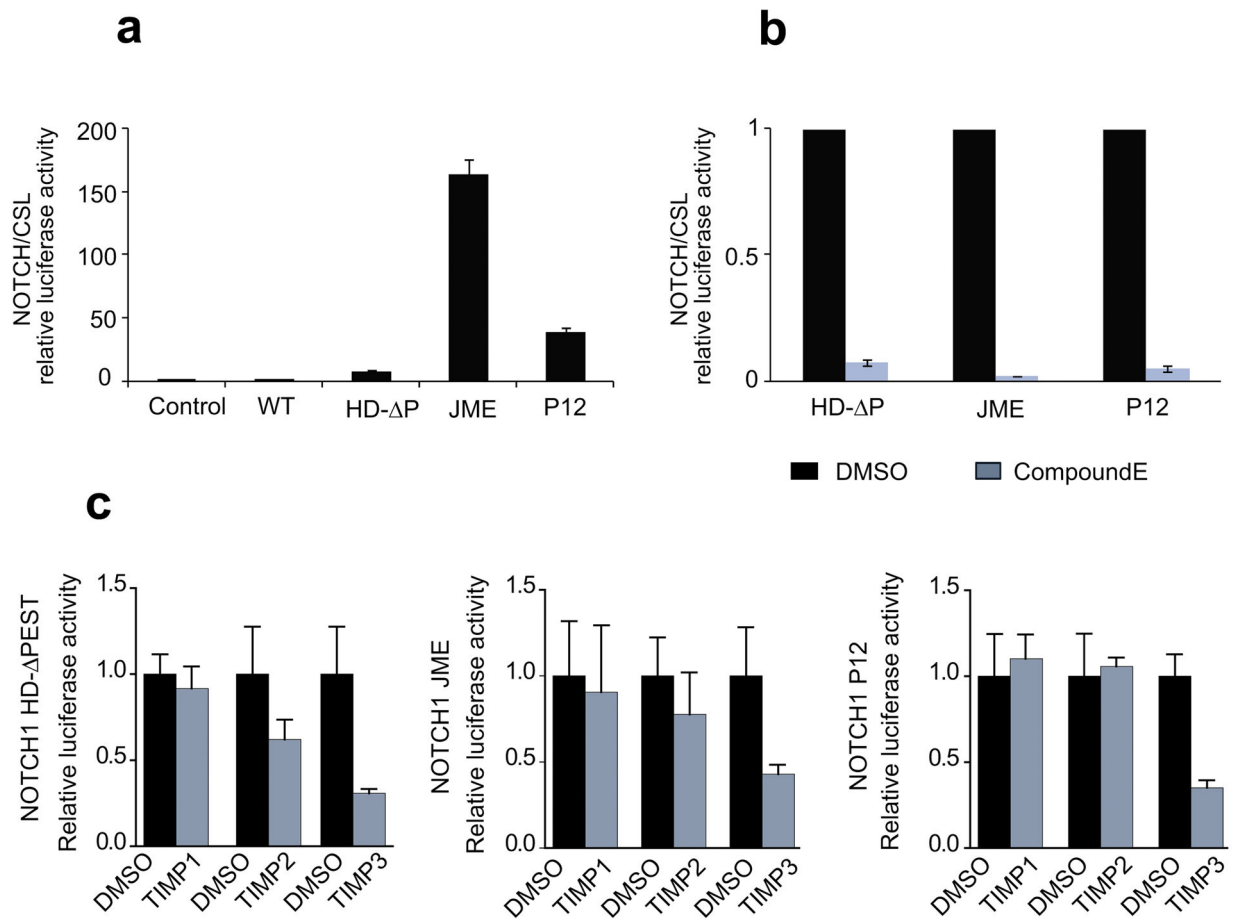 a
NOTCH/CSL
relative luciferase activity
200
150
100
50
0
Control WT HD-ΔP JME P12
b
NOTCH/CSL
relative luciferase activity
1
0.5
0
HD-ΔP JME P12
DMSO CompoundE
c
NOTCH1 HD-ΔPEST
Relative luciferase activity
1.5
1.0
0.5
0.0
DMSO TIMP1 DMSO TIMP2 DMSO TIMP3
NOTCH1 JME
Relative luciferase activity
1.5
1.0
0.5
0.0
DMSO TIMP1 DMSO TIMP2 DMSO TIMP3
NOTCH1 P12
Relative luciferase activity
1.5
1.0
0.5
0.0
DMSO TIMP1 DMSO TIMP2 DMSO TIMP3